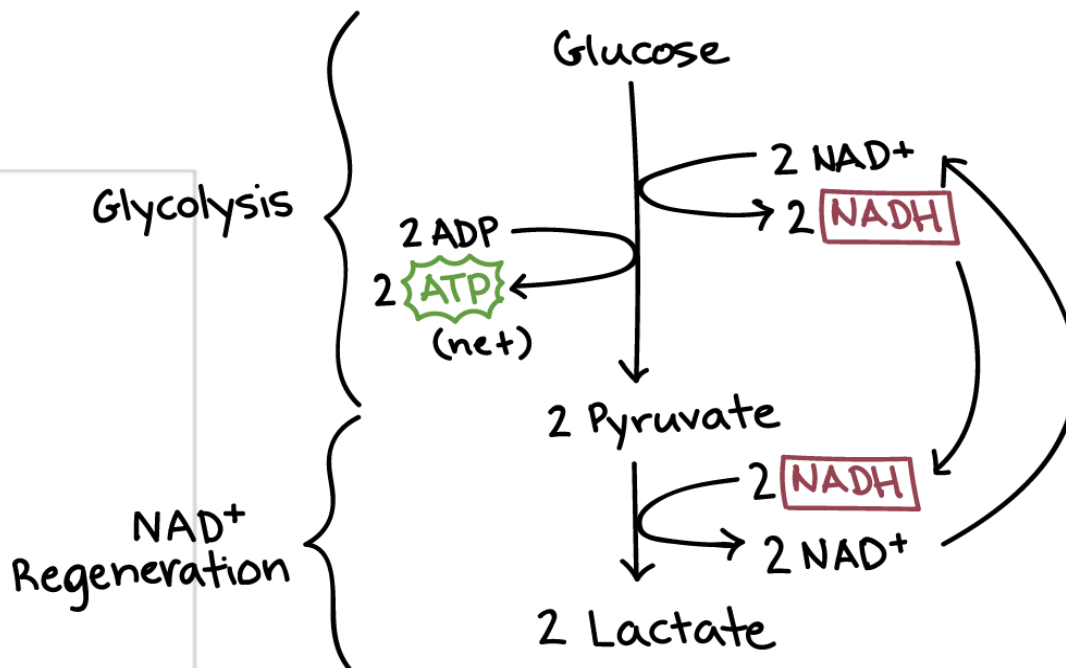 Glucose
2 NAD+
Glycolysis
2 NADH
2 ADP
2 ATP
(net)
2 Pyruvate
2 NADH
NAD+
Regeneration
2 NAD+
2 Lactate